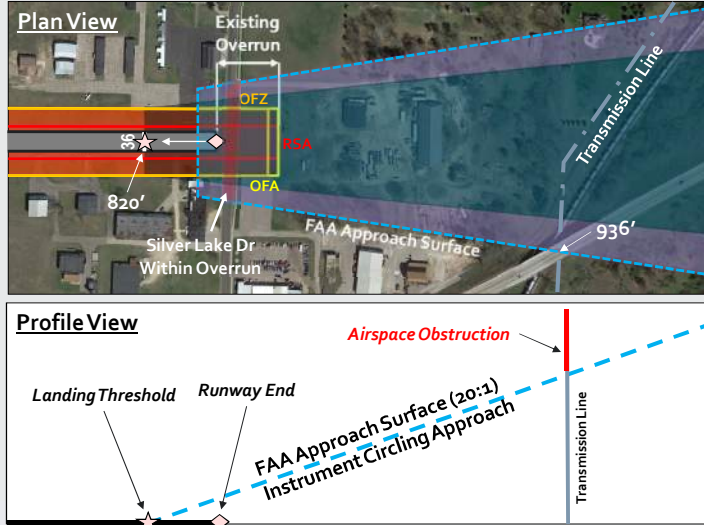 Plan View
Existing
Overrun
OFZ
36
RSA
OFA
820'
Silver Lake Dr
Within Overrun
FAA Approach Surface
936'
Transmission Line
Profile View
Airspace Obstruction
Landing Threshold
Runway End
FAA Approach Surface (20:1)
Instrument Circling Approach
Transmission Line